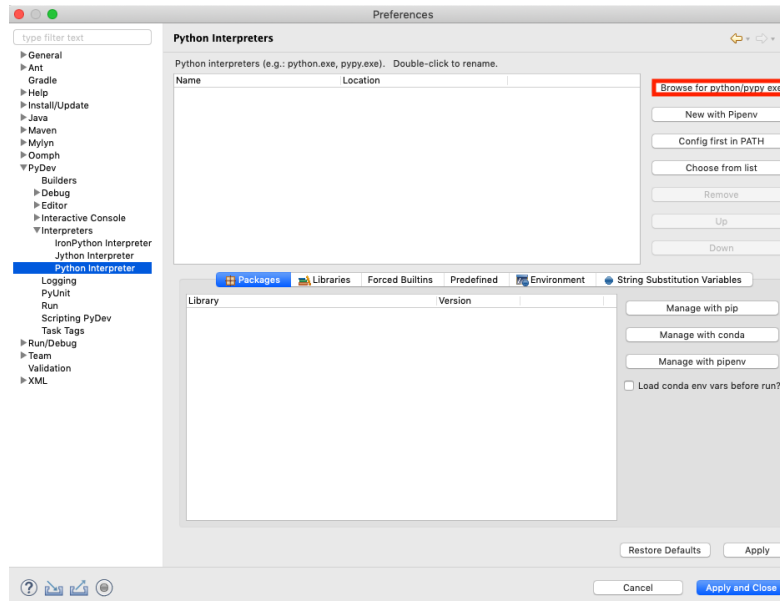 Preferences
type filter text
Python Interpreters
General
Ant
Gradle
Help
Install/Update
Java
Maven
Mylyn
Oomph
PyDev
Builders
Debug
Editor
Interactive Console
Interpreters
IronPython Interpreter
Jython Interpreter
Python Interpreter
Logging
PyUnit
Run
Scripting PyDev
Task Tags
Run/Debug
Team
Validation
XML
Python interpreters (e.g.: python.exe, pypy.exe).   Double-click to rename.
Name Location
Browse for python/pypy exe
New with Pipenv
Config first in PATH
Choose from list
Remove
Up
Down
Packages Libraries Forced Builtins Predefined Environment String Substitution Variables
Library Version
Manage with pip
Manage with conda
Manage with pipenv
Load conda env vars before run?
Restore Defaults Apply
? Cancel Apply and Close